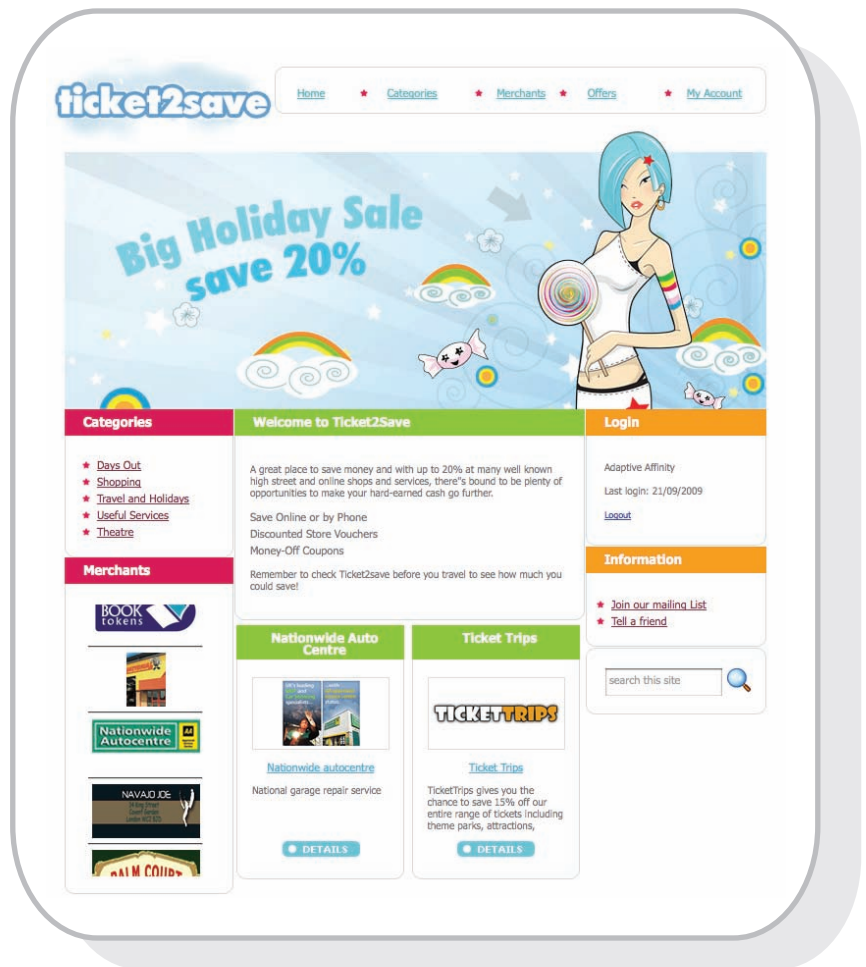 ticket2save
Home
Categories
Merchants
Offers
My Account
Big Holiday Sale
save 20%
Categories
Days Out
Shopping
Travel and Holidays
Useful Services
Theatre
Merchants
BOOK
tokens
Nationwide
Autocentre
AA
NAVAJO JOE
PALM COURT
Welcome to Ticket2Save
A great place to save money and with up to 20% at many well known
high street and online shops and services, there"s bound to be plenty of
opportunities to make your hard-earned cash go further.
Save Online or by Phone
Discounted Store Vouchers
Money-Off Coupons
Remember to check Ticket2save before you travel to see how much you
could save!
Nationwide Auto
Centre
Nationwide autocentre
National garage repair service
DETAILS
Ticket Trips
TICKETTRIPS
Ticket Trips
TicketTrips gives you the
chance to save 15% off our
entire range of tickets including
theme parks, attractions,
DETAILS
Login
Adaptive Affinity
Last login: 21/09/2009
Logout
Information
Join our mailing List
Tell a friend
search this site